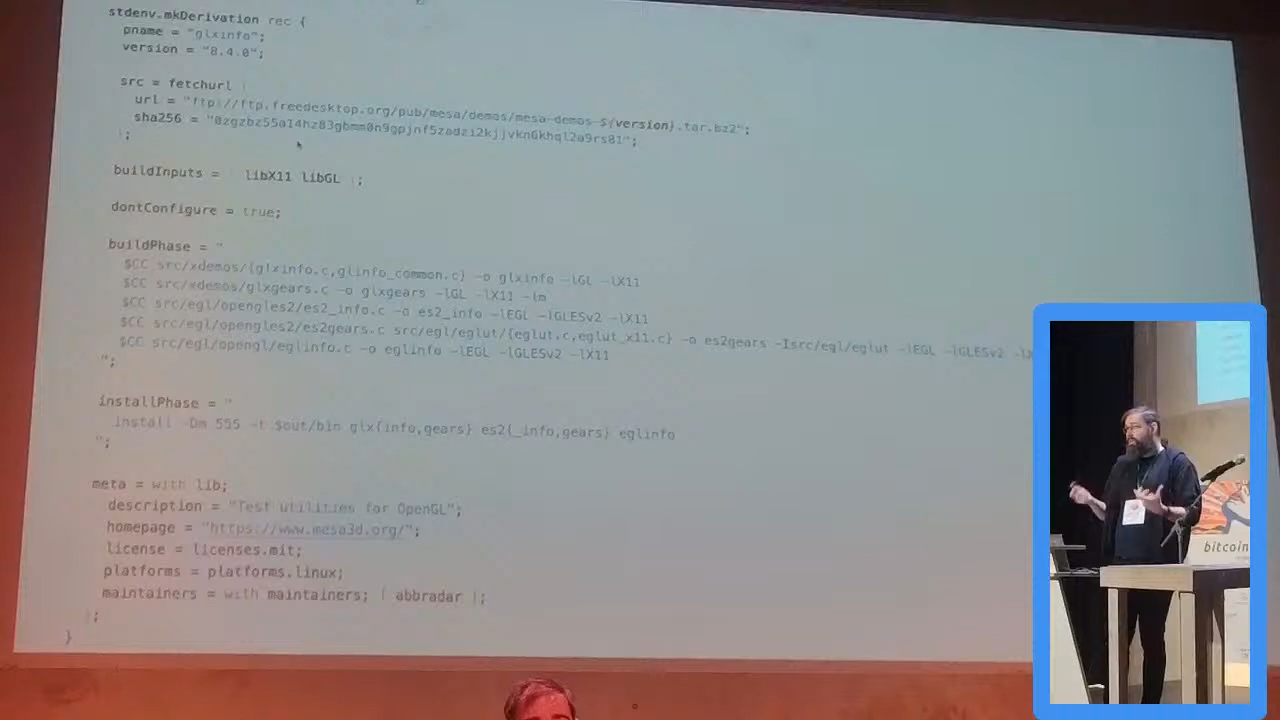 stdenv.mkDerivation rec {
pname = "glxinfo";
version = "8.4.0";
src = fetchurl {
url = "ftp://ftp.freedesktop.org/pub/mesa/demos/mesa-demos-${version}.tar.bz2";
sha256 = "0zgzbz55a14hz83gbmm0n9gpjnf5zadzi2kjjvkn6khql2a9rs81";
};
buildInputs = [ libX11 libGL ];
dontConfigure = true;
buildPhase = "
$CC src/xdemos/{glxinfo.c,glinfo_common.c} -o glxinfo -lGL -lX11
$CC src/xdemos/glxgears.c -o glxgears -lGL -lX11 -lm
$CC src/egl/opengles2/es2_info.c -o es2_info -lEGL -lGLESv2 -lX11
$CC src/egl/opengles2/es2gears.c src/egl/eglut/{eglut.c,eglut_x11.c} -o es2gears -Isrc/egl/eglut -lEGL -lGLESv2
$CC src/egl/opengl/eglinfo.c -o eglinfo -lEGL -lGLESv2 -lX11
";
installPhase = "
install -Dm 555 -t $out/bin glx{info,gears} es2{_info,gears} eglinfo
";
meta = with lib; {
description = "Test utilities for OpenGL";
homepage = "https://www.mesa3d.org/";
license = licenses.mit;
platforms = platforms.linux;
maintainers = with maintainers; [ abbradar ];
};
}
bitcoin